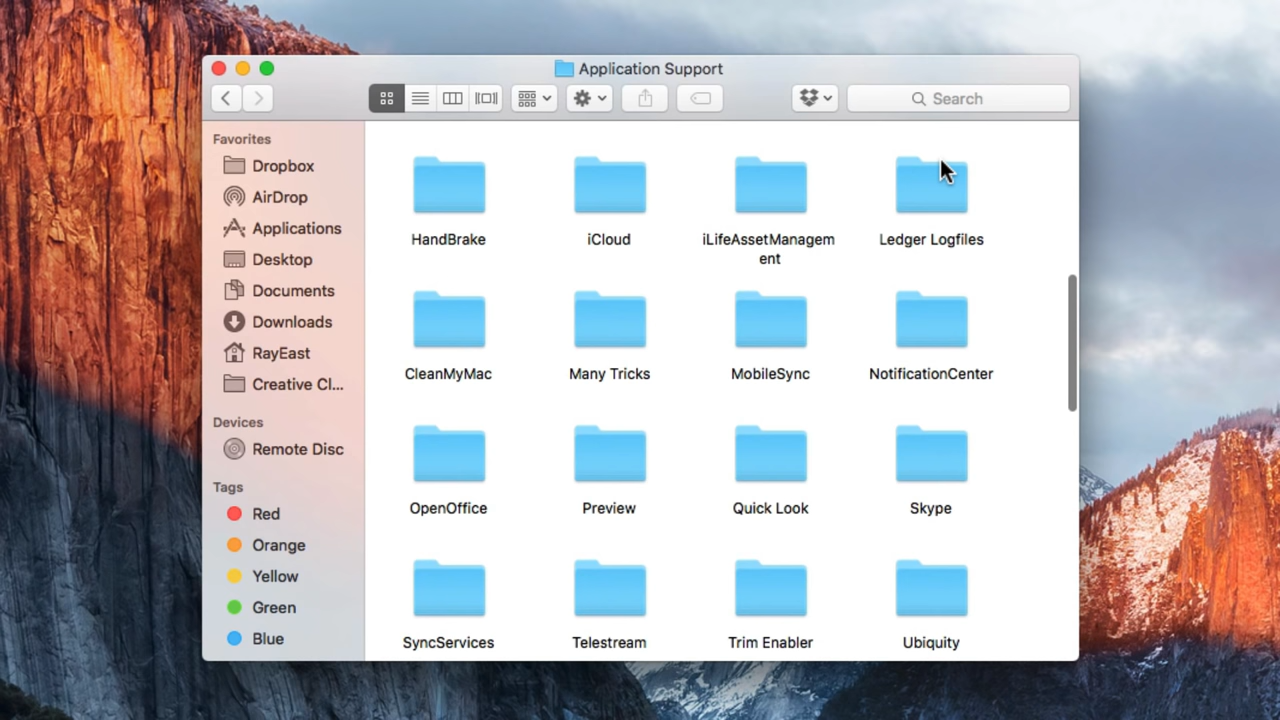 Application Support
Search
Favorites
Dropbox
AirDrop
Applications
Desktop
Documents
Downloads
RayEast
Creative Cl...
Devices
Remote Disc
Tags
Red
Orange
Yellow
Green
Blue
HandBrake
iCloud
iLifeAssetManagem
ent
Ledger Logfiles
CleanMyMac
Many Tricks
MobileSync
NotificationCenter
OpenOffice
Preview
Quick Look
Skype
SyncServices
Telestream
Trim Enabler
Ubiquity